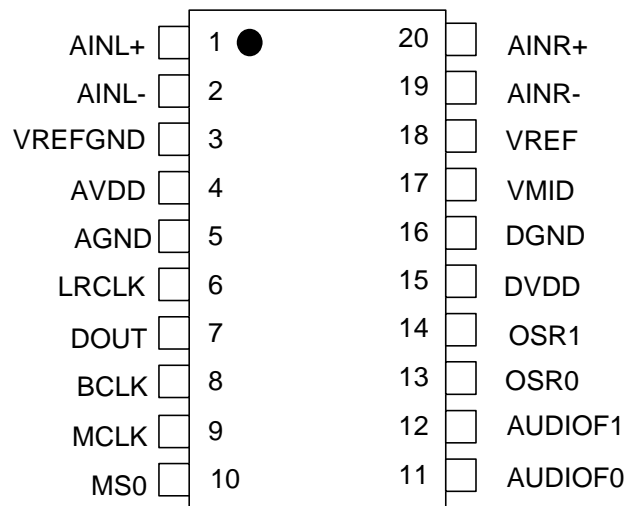 AINL+ 1 20 AINR+
AINL- 2 19 AINR-
VREFGND 3 18 VREF
AVDD 4 17 VMID
AGND 5 16 DGND
LRCLK 6 15 DVDD
DOUT 7 14 OSR1
BCLK 8 13 OSR0
MCLK 9 12 AUDIOF1
MS0 10 11 AUDIOF0